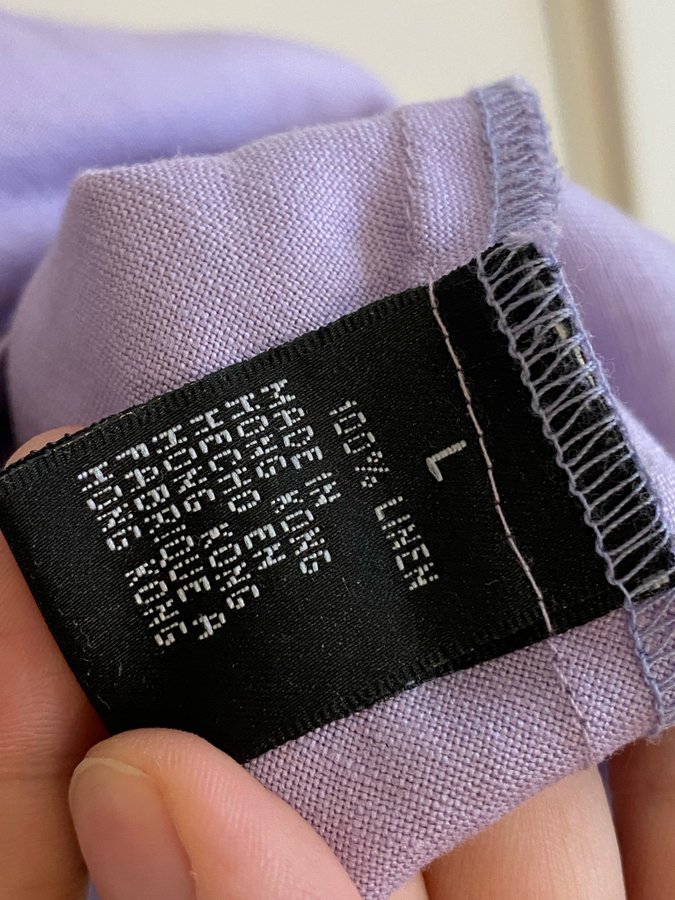 L
100% LINEN
MADE IN
HONG KONG
HECHO EN
HONG KONG
FABRIQUE A
HONG KONG